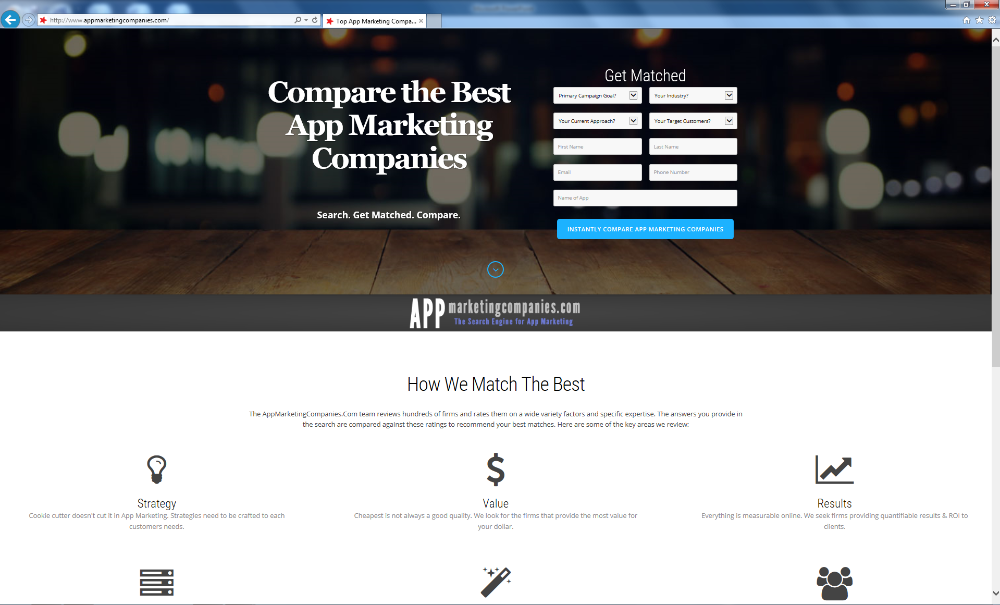 http://www.appmarketingcompanies.com/
Top App Marketing Compa...
Compare the Best
App Marketing
Companies
Search. Get Matched. Compare.
Get Matched
Primary Campaign Goal?
Your Industry?
Your Current Approach?
Your Target Customers?
First Name
Last Name
Email
Phone Number
Name of App
INSTANTLY COMPARE APP MARKETING COMPANIES
APPmarketingcompanies.com
The Search Engine for App Marketing
How We Match The Best
The AppMarketingCompanies.Com team reviews hundreds of firms and rates them on a wide variety factors and specific expertise. The answers you provide in
the search are compared against these ratings to recommend your best matches. Here are some of the key areas we review:
Strategy
Cookie cutter doesn't cut it in App Marketing. Strategies need to be crafted to each
customers needs.
Value
Cheapest is not always a good quality. We look for the firms that provide the most value for
your dollar.
Results
Everything is measurable online. We seek firms providing quantifiable results & ROI to
clients.